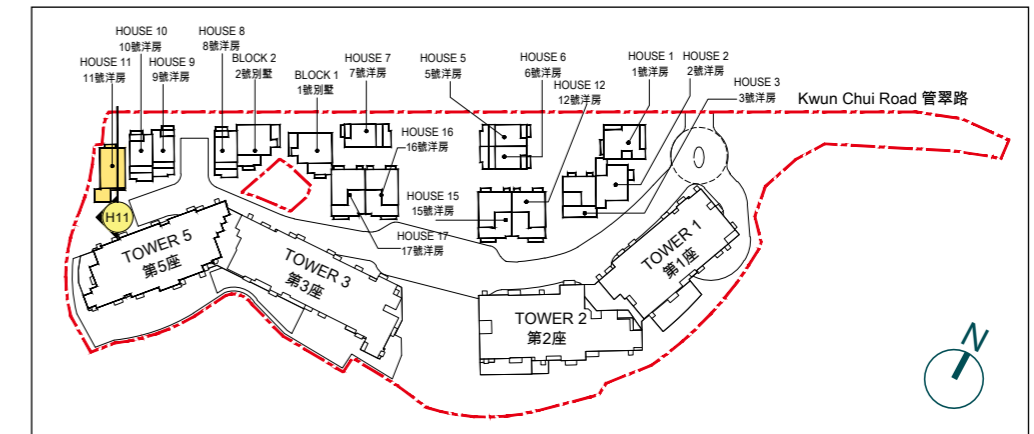 HOUSE 10
10號洋房
HOUSE 8
8號洋房
HOUSE 11
11號洋房
HOUSE 9
9號洋房
BLOCK 2
2號別墅
BLOCK 1
1號別墅
HOUSE 7
7號洋房
HOUSE 5
5號洋房
HOUSE 6
6號洋房
HOUSE 12
12號洋房
HOUSE 1
1號洋房
HOUSE 2
2號洋房
HOUSE 3
3號洋房
Kwun Chui Road 管翠路
HOUSE 16
16號洋房
HOUSE 15
15號洋房
HOUSE 17
17號洋房
H11
TOWER 5
第5座
TOWER 3
第3座
TOWER 2
第2座
TOWER 1
第1座
N